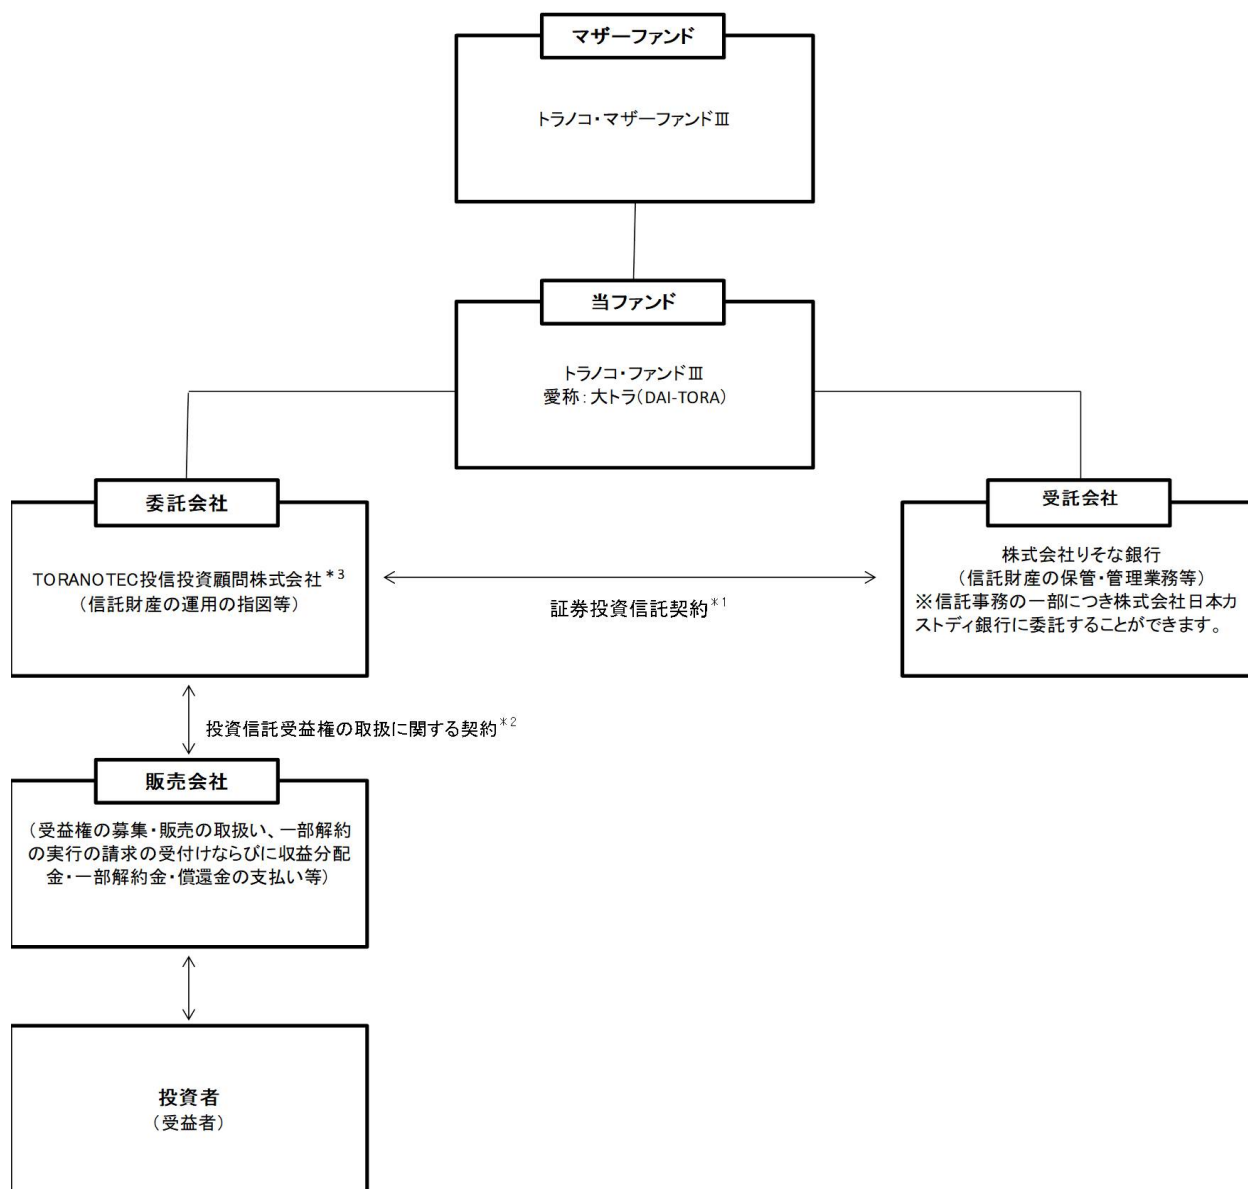 マザーファンド
トラノコ・マザーファンドⅢ
当ファンド
トラノコ・ファンドⅢ
愛称：大トラ（DAI-TORA）
委託会社
TORANOTEC投信投資顧問株式会社＊3
（信託財産の運用の指図等）
証券投資信託契約＊1
受託会社
株式会社りそな銀行
（信託財産の保管・管理業務等）
※信託事務の一部につき株式会社日本カ
ストディ銀行に委託することができます。
投資信託受益権の取扱に関する契約＊2
販売会社
（受益権の募集・販売の取扱い、一部解約
の実行の請求の受付けならびに収益分配
金・一部解約金・償還金の支払い等）
投資者
（受益者）